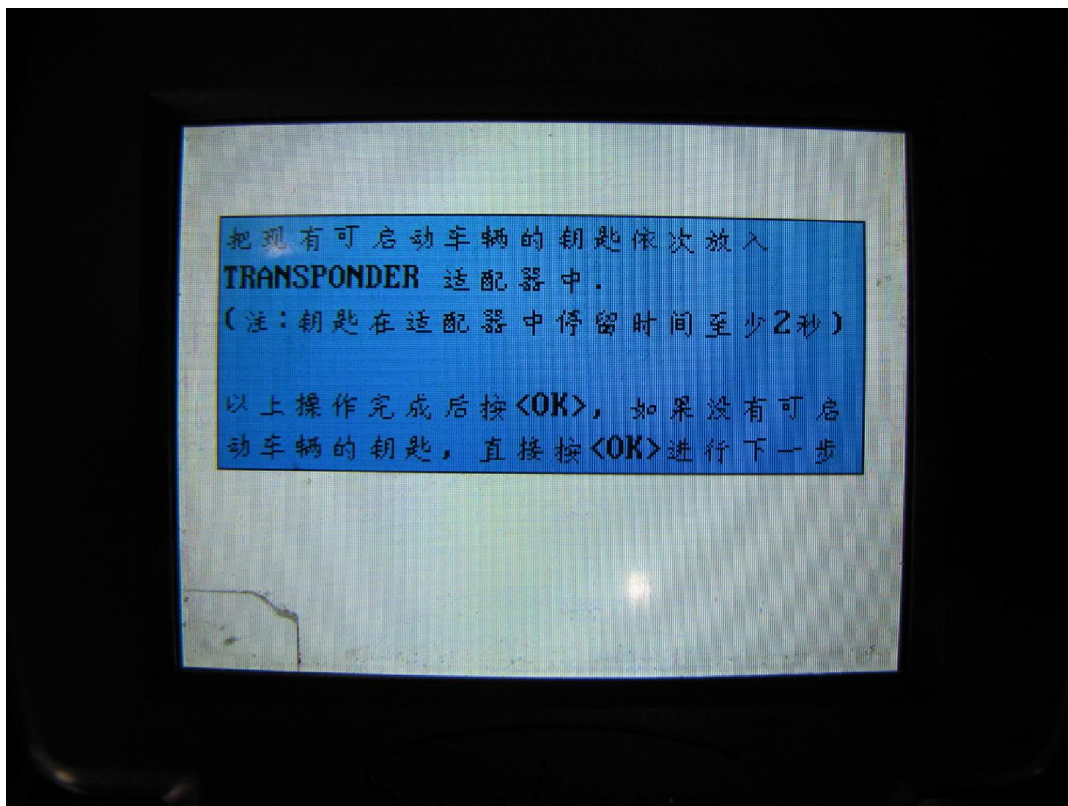 把现有可启动车辆的钥匙依次放入
TRANSPONDER 适配器中.
(注:钥匙在适配器中停留时间至少2秒)
以上操作完成后按<OK>, 如果没有可启
动车辆的钥匙, 直接按<OK>进行下一步